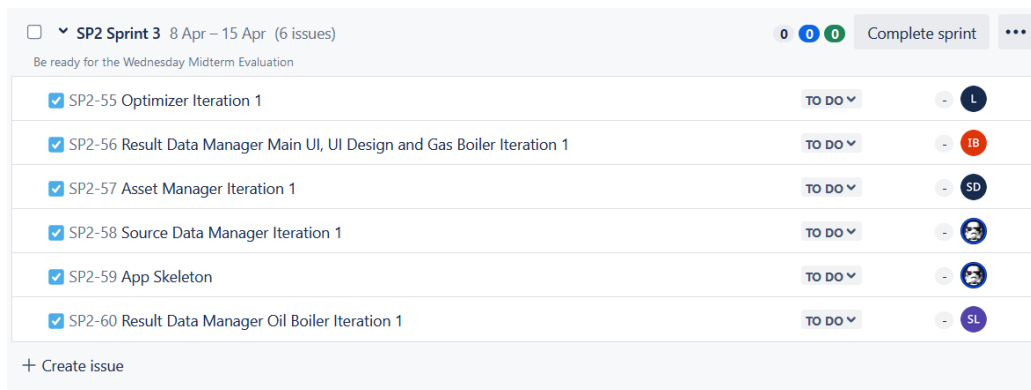 SP2 Sprint 3 8 Apr – 15 Apr (6 issues) 0 0 0 Complete sprint
Be ready for the Wednesday Midterm Evaluation
SP2-55 Optimizer Iteration 1 TO DO - L
SP2-56 Result Data Manager Main UI, UI Design and Gas Boiler Iteration 1 TO DO - IB
SP2-57 Asset Manager Iteration 1 TO DO - SD
SP2-58 Source Data Manager Iteration 1 TO DO -
SP2-59 App Skeleton TO DO -
SP2-60 Result Data Manager Oil Boiler Iteration 1 TO DO - SL
+ Create issue